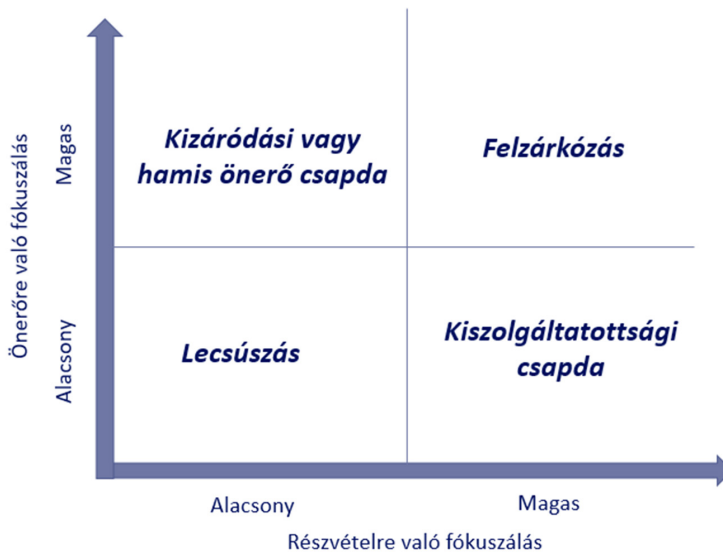 Önerőre való fókuszálás
Magas
Alacsony
Kizáródási vagy
hamis önerő csapda
Felzárkózás
Lecsúszás
Kiszolgáltatottsági
csapda
Alacsony
Magas
Részvételre való fókuszálás